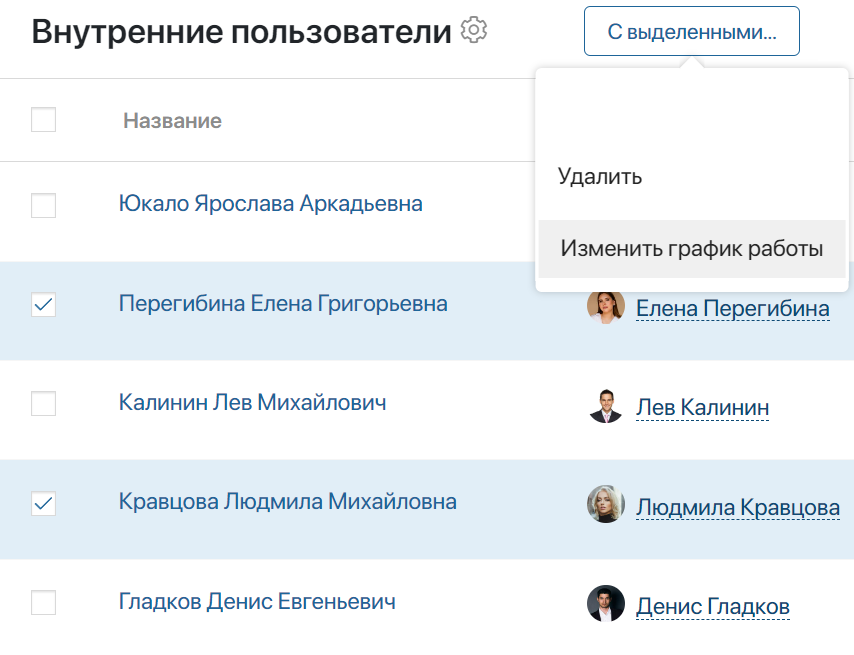 Внутренние пользователи
С выделенными...
Название
Удалить
Изменить график работы
Юкало Ярослава Аркадьевна
Перегибина Елена Григорьевна
Елена Перегибина
Калинин Лев Михайлович
Лев Калинин
Кравцова Людмила Михайловна
Людмила Кравцова
Гладков Денис Евгеньевич
Денис Гладков